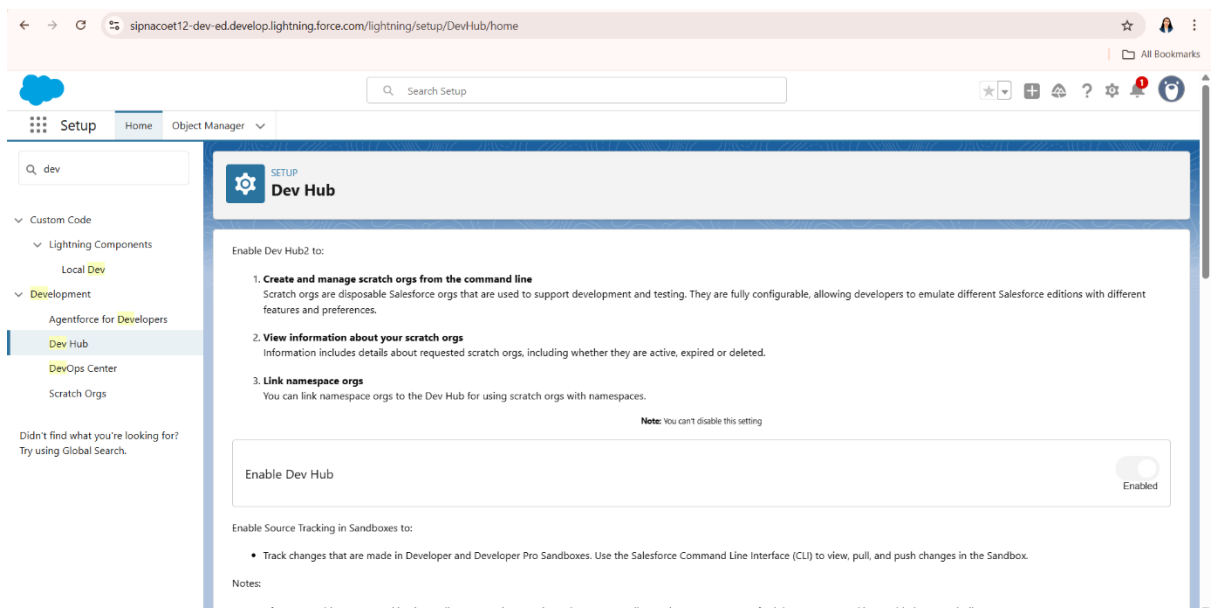 sipnacoet12-dev-ed.develop.lightning.force.com/lightning/setup/DevHub/home
All Bookmarks
Search Setup
1
Setup
Home
Object Manager
dev
Custom Code
Lightning Components
Local Dev
Development
Agentforce for Developers
Dev Hub
DevOps Center
Scratch Orgs
Didn't find what you're looking for?
Try using Global Search.
SETUP
Dev Hub
Enable Dev Hub2 to:
1. Create and manage scratch orgs from the command line
Scratch orgs are disposable Salesforce orgs that are used to support development and testing. They are fully configurable, allowing developers to emulate different Salesforce editions with different
features and preferences.
2. View information about your scratch orgs
Information includes details about requested scratch orgs, including whether they are active, expired or deleted.
3. Link namespace orgs
You can link namespace orgs to the Dev Hub for using scratch orgs with namespaces.
Note: You can't disable this setting
Enable Dev Hub
Enabled
Enable Source Tracking in Sandboxes to:
• Track changes that are made in Developer and Developer Pro Sandboxes. Use the Salesforce Command Line Interface (CLI) to view, pull, and push changes in the Sandbox.
Notes: